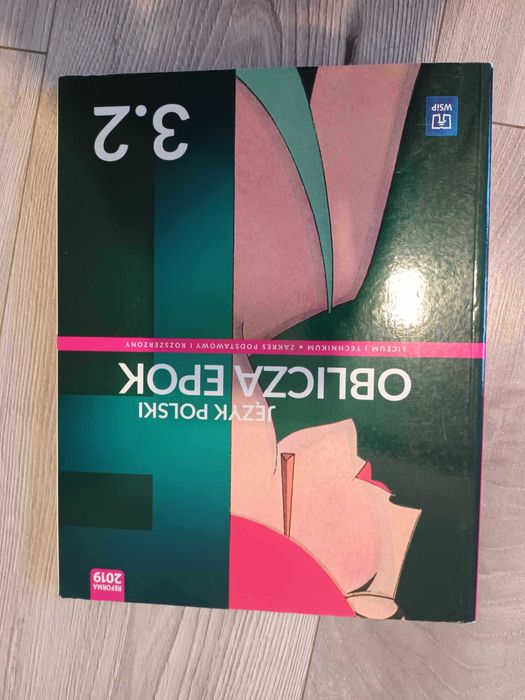 REFORMA
2019
JĘZYK POLSKI
OBLICZA EPOK
LICEUM I TECHNIKUM • ZAKRES PODSTAWOWY I ROZSZERZONY
3.2
WSiP